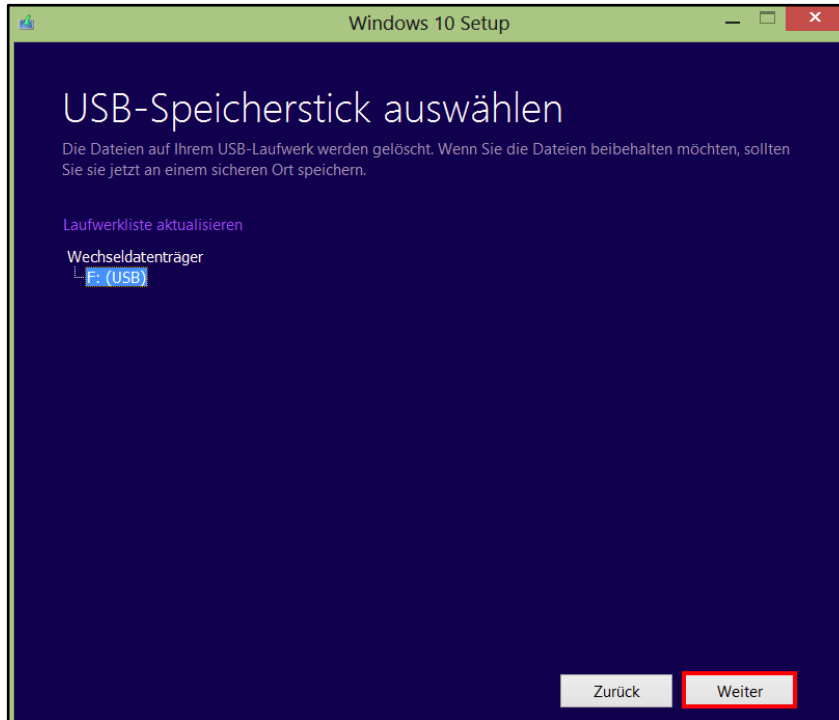 Windows 10 Setup
USB-Speicherstick auswählen
Die Dateien auf Ihrem USB-Laufwerk werden gelöscht. Wenn Sie die Dateien beibehalten möchten, sollten
Sie sie jetzt an einem sicheren Ort speichern.
Laufwerkliste aktualisieren
Wechseldatenträger
F: (USB)
Zurück
Weiter